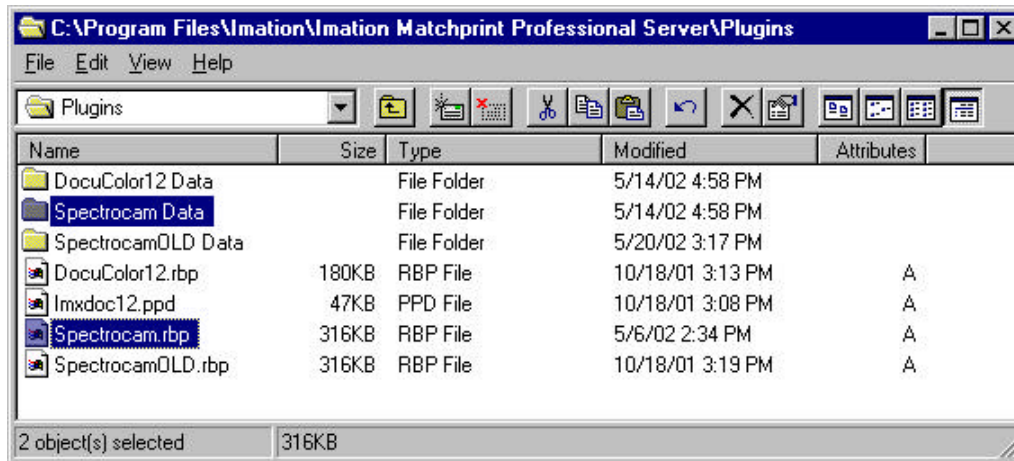 C:\Program Files\Imation\Imation Matchprint Professional Server\Plugins
File Edit View Help
Plugins
Name Size Type Modified Attributes
DocuColor12 Data File Folder 5/14/02 4:58 PM
Spectrocam Data File Folder 5/14/02 4:58 PM
SpectrocamOLD Data File Folder 5/20/02 3:17 PM
DocuColor12.rbp 180KB RBP File 10/18/01 3:13 PM A
Imxdoc12.ppd 47KB PPD File 10/18/01 3:08 PM A
Spectrocam.rbp 316KB RBP File 5/6/02 2:34 PM A
SpectrocamOLD.rbp 316KB RBP File 10/18/01 3:19 PM A
2 object(s) selected 316KB